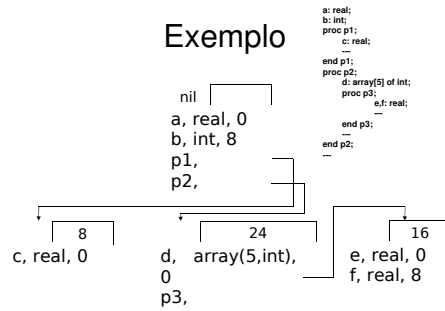 Exemplo
a: real;
b: int;
proc p1;
c: real;
---
end p1;
proc p2;
d: array[5] of int;
proc p3;
e,f: real;
---
end p3;
---
end p2;
---
nil
a, real, 0
b, int, 8
p1,
p2,
8
c, real, 0
24
d, array(5,int),
0
p3,
16
e, real, 0
f, real, 8